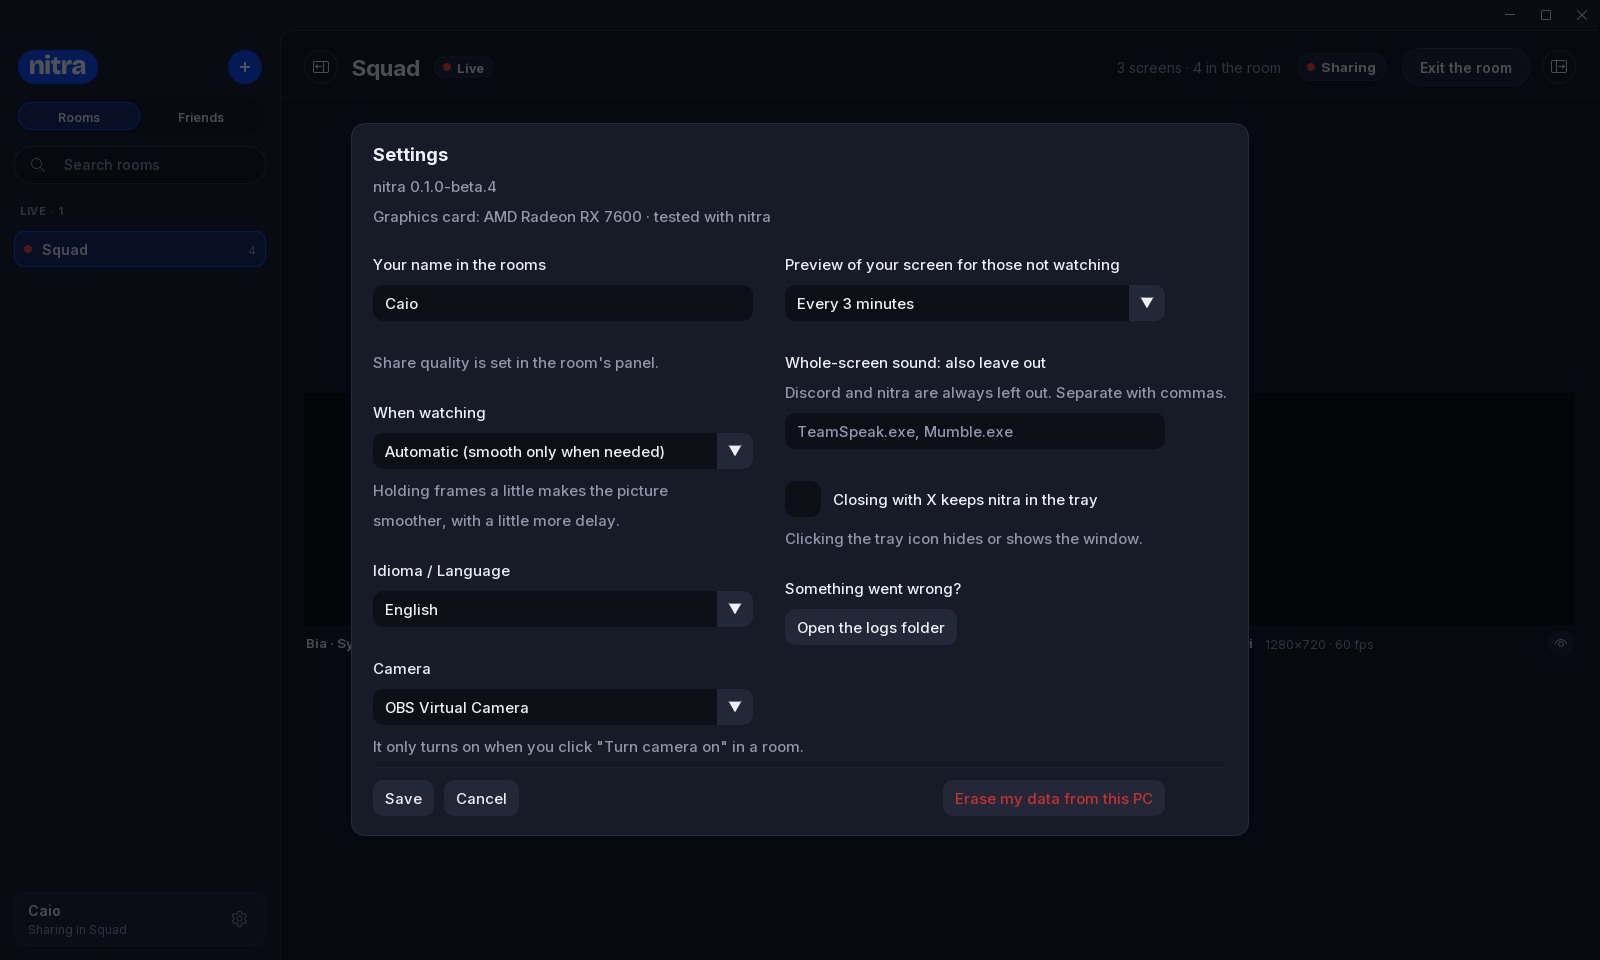 nitra
+
Squad
Live
3 screens · 4 in the room
Sharing
Exit the room
Rooms
Friends
Search rooms
LIVE · 1
Squad
4
Settings
nitra 0.1.0-beta.4
Graphics card: AMD Radeon RX 7600 · tested with nitra
Your name in the rooms
Caio
Share quality is set in the room's panel.
When watching
Automatic (smooth only when needed)
Holding frames a little makes the picture
smoother, with a little more delay.
Idioma / Language
English
Camera
OBS Virtual Camera
It only turns on when you click "Turn camera on" in a room.
Preview of your screen for those not watching
Every 3 minutes
Whole-screen sound: also leave out
Discord and nitra are always left out. Separate with commas.
TeamSpeak.exe, Mumble.exe
Closing with X keeps nitra in the tray
Clicking the tray icon hides or shows the window.
Something went wrong?
Open the logs folder
Save
Cancel
Erase my data from this PC
Bia · Sy
1280×720 · 60 fps
Caio
Sharing in Squad